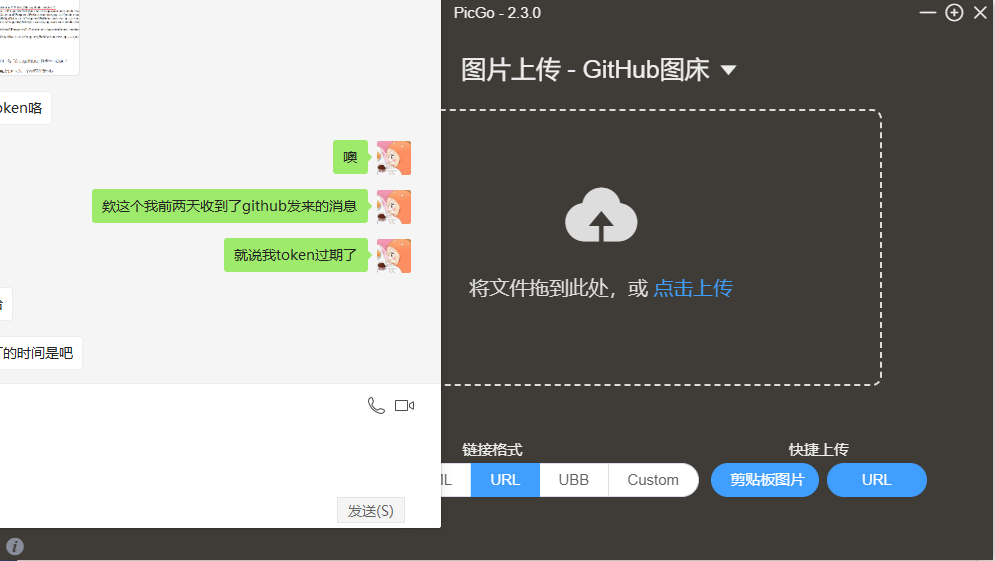 PicGo - 2.3.0
图片上传 - GitHub图床
oken咯
噢
欸这个我前两天收到了github发来的消息
就说我token过期了
的时间是吧
发送(S)
将文件拖到此处，或 点击上传
链接格式
快捷上传
URL
UBB
Custom
剪贴板图片
URL